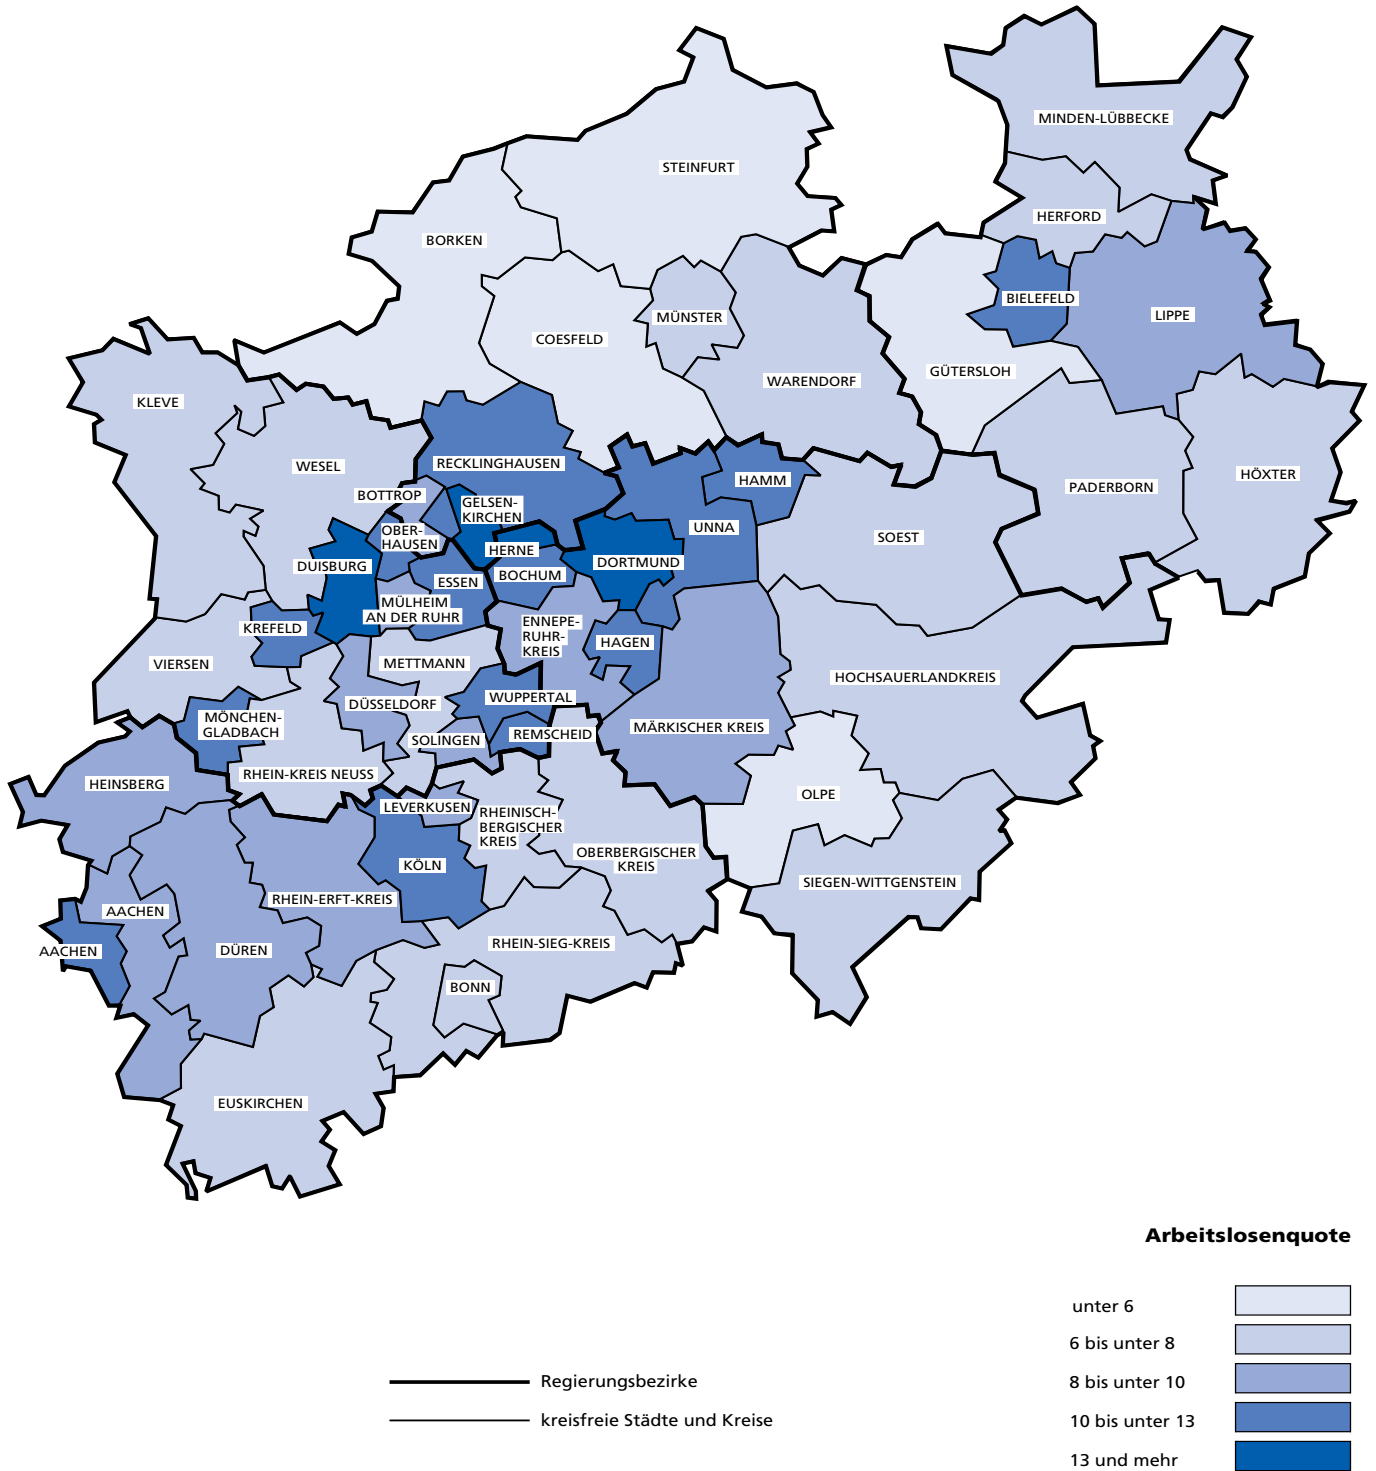 MINDEN-LÜBBECKE
STEINFURT
HERFORD
BORKEN
BIELEFELD
LIPPE
MÜNSTER
COESFELD
GÜTERSLOH
WARENDORF
KLEVE
WESEL
RECKLINGHAUSEN
HAMM
HÖXTER
PADERBORN
BOTTROP
GELSEN-
KIRCHEN
UNNA
OBER-
HAUSEN
SOEST
HERNE
DORTMUND
DUISBURG
BOCHUM
ESSEN
MÜLHEIM
AN DER RUHR
KREFELD
ENNEPE-
RUHR-
KREIS
HAGEN
VIERSEN
METTMANN
HOCHSAUERLANDKREIS
WUPPERTAL
DÜSSELDORF
MÖNCHEN-
GLADBACH
MÄRKISCHER KREIS
REMSCHEID
SOLINGEN
RHEIN-KREIS NEUSS
HEINSBERG
OLPE
LEVERKUSEN
RHEINISCH-
BERGISCHER
KREIS
OBERBERGISCHER
KREIS
KÖLN
SIEGEN-WITTGENSTEIN
RHEIN-ERFT-KREIS
AACHEN
RHEIN-SIEG-KREIS
AACHEN
DÜREN
BONN
EUSKIRCHEN
Arbeitslosenquote
unter 6
6 bis unter 8
8 bis unter 10
10 bis unter 13
13 und mehr
Regierungsbezirke
kreisfreie Städte und Kreise